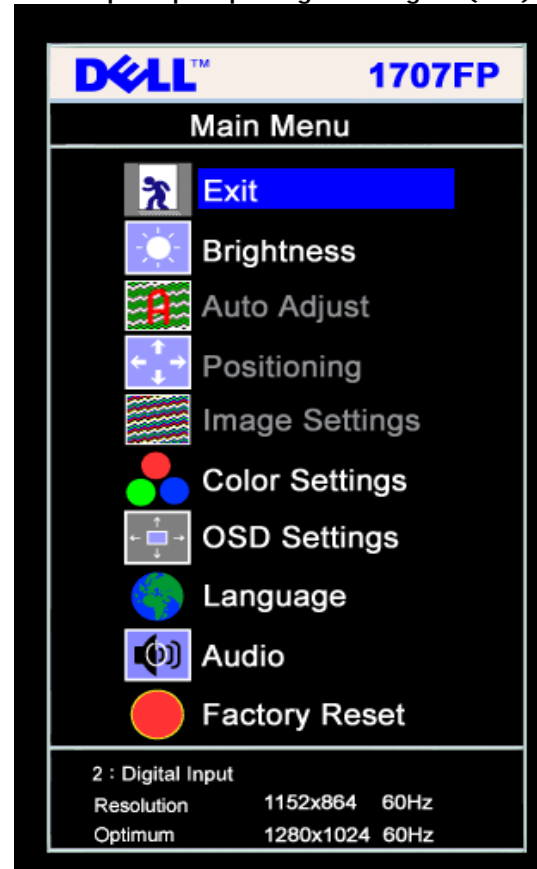 DELL™ 1707FP
Main Menu
Exit
Brightness
Auto Adjust
Positioning
Image Settings
Color Settings
OSD Settings
Language
Audio
Factory Reset
2 : Digital Input
Resolution 1152x864 60Hz
Optimum 1280x1024 60Hz